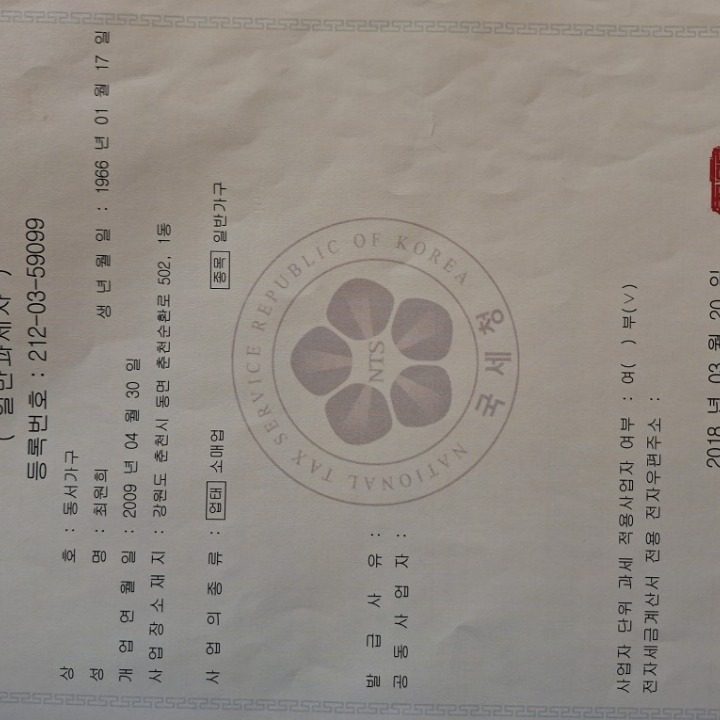 ( 일반과세자 )
등록번호 : 212-03-59099
상 호 : 동서가구
성 명 : 최원희 생 년 월 일 : 1966 년 01 월 17 일
개 업 연 월 일 : 2009 년 04 월 30 일
사 업 장 소 재 지 : 강원도 춘천시 동면 춘천순환로 502, 1동
사 업 의 종 류 : 업태 소매업 종목 일반가구
NATIONAL TAX SERVICE REPUBLIC OF KOREA
NTS
국세청
발 급 사 유 :
공 동 사 업 자 :
사업자 단위 과세 적용사업자 여부 : 여( ) 부(∨)
전자세금계산서 전용 전자우편주소 :
2018 년 03 월 20 일